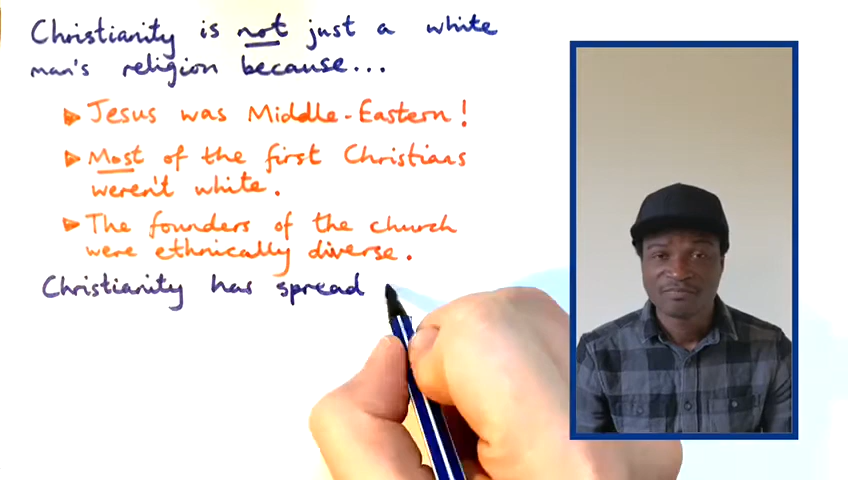 Christianity is not just a white
man's religion because...
▶ Jesus was Middle-Eastern!
▶ Most of the first Christians
weren't white.
▶ The founders of the church
were ethnically diverse.
Christianity has spread